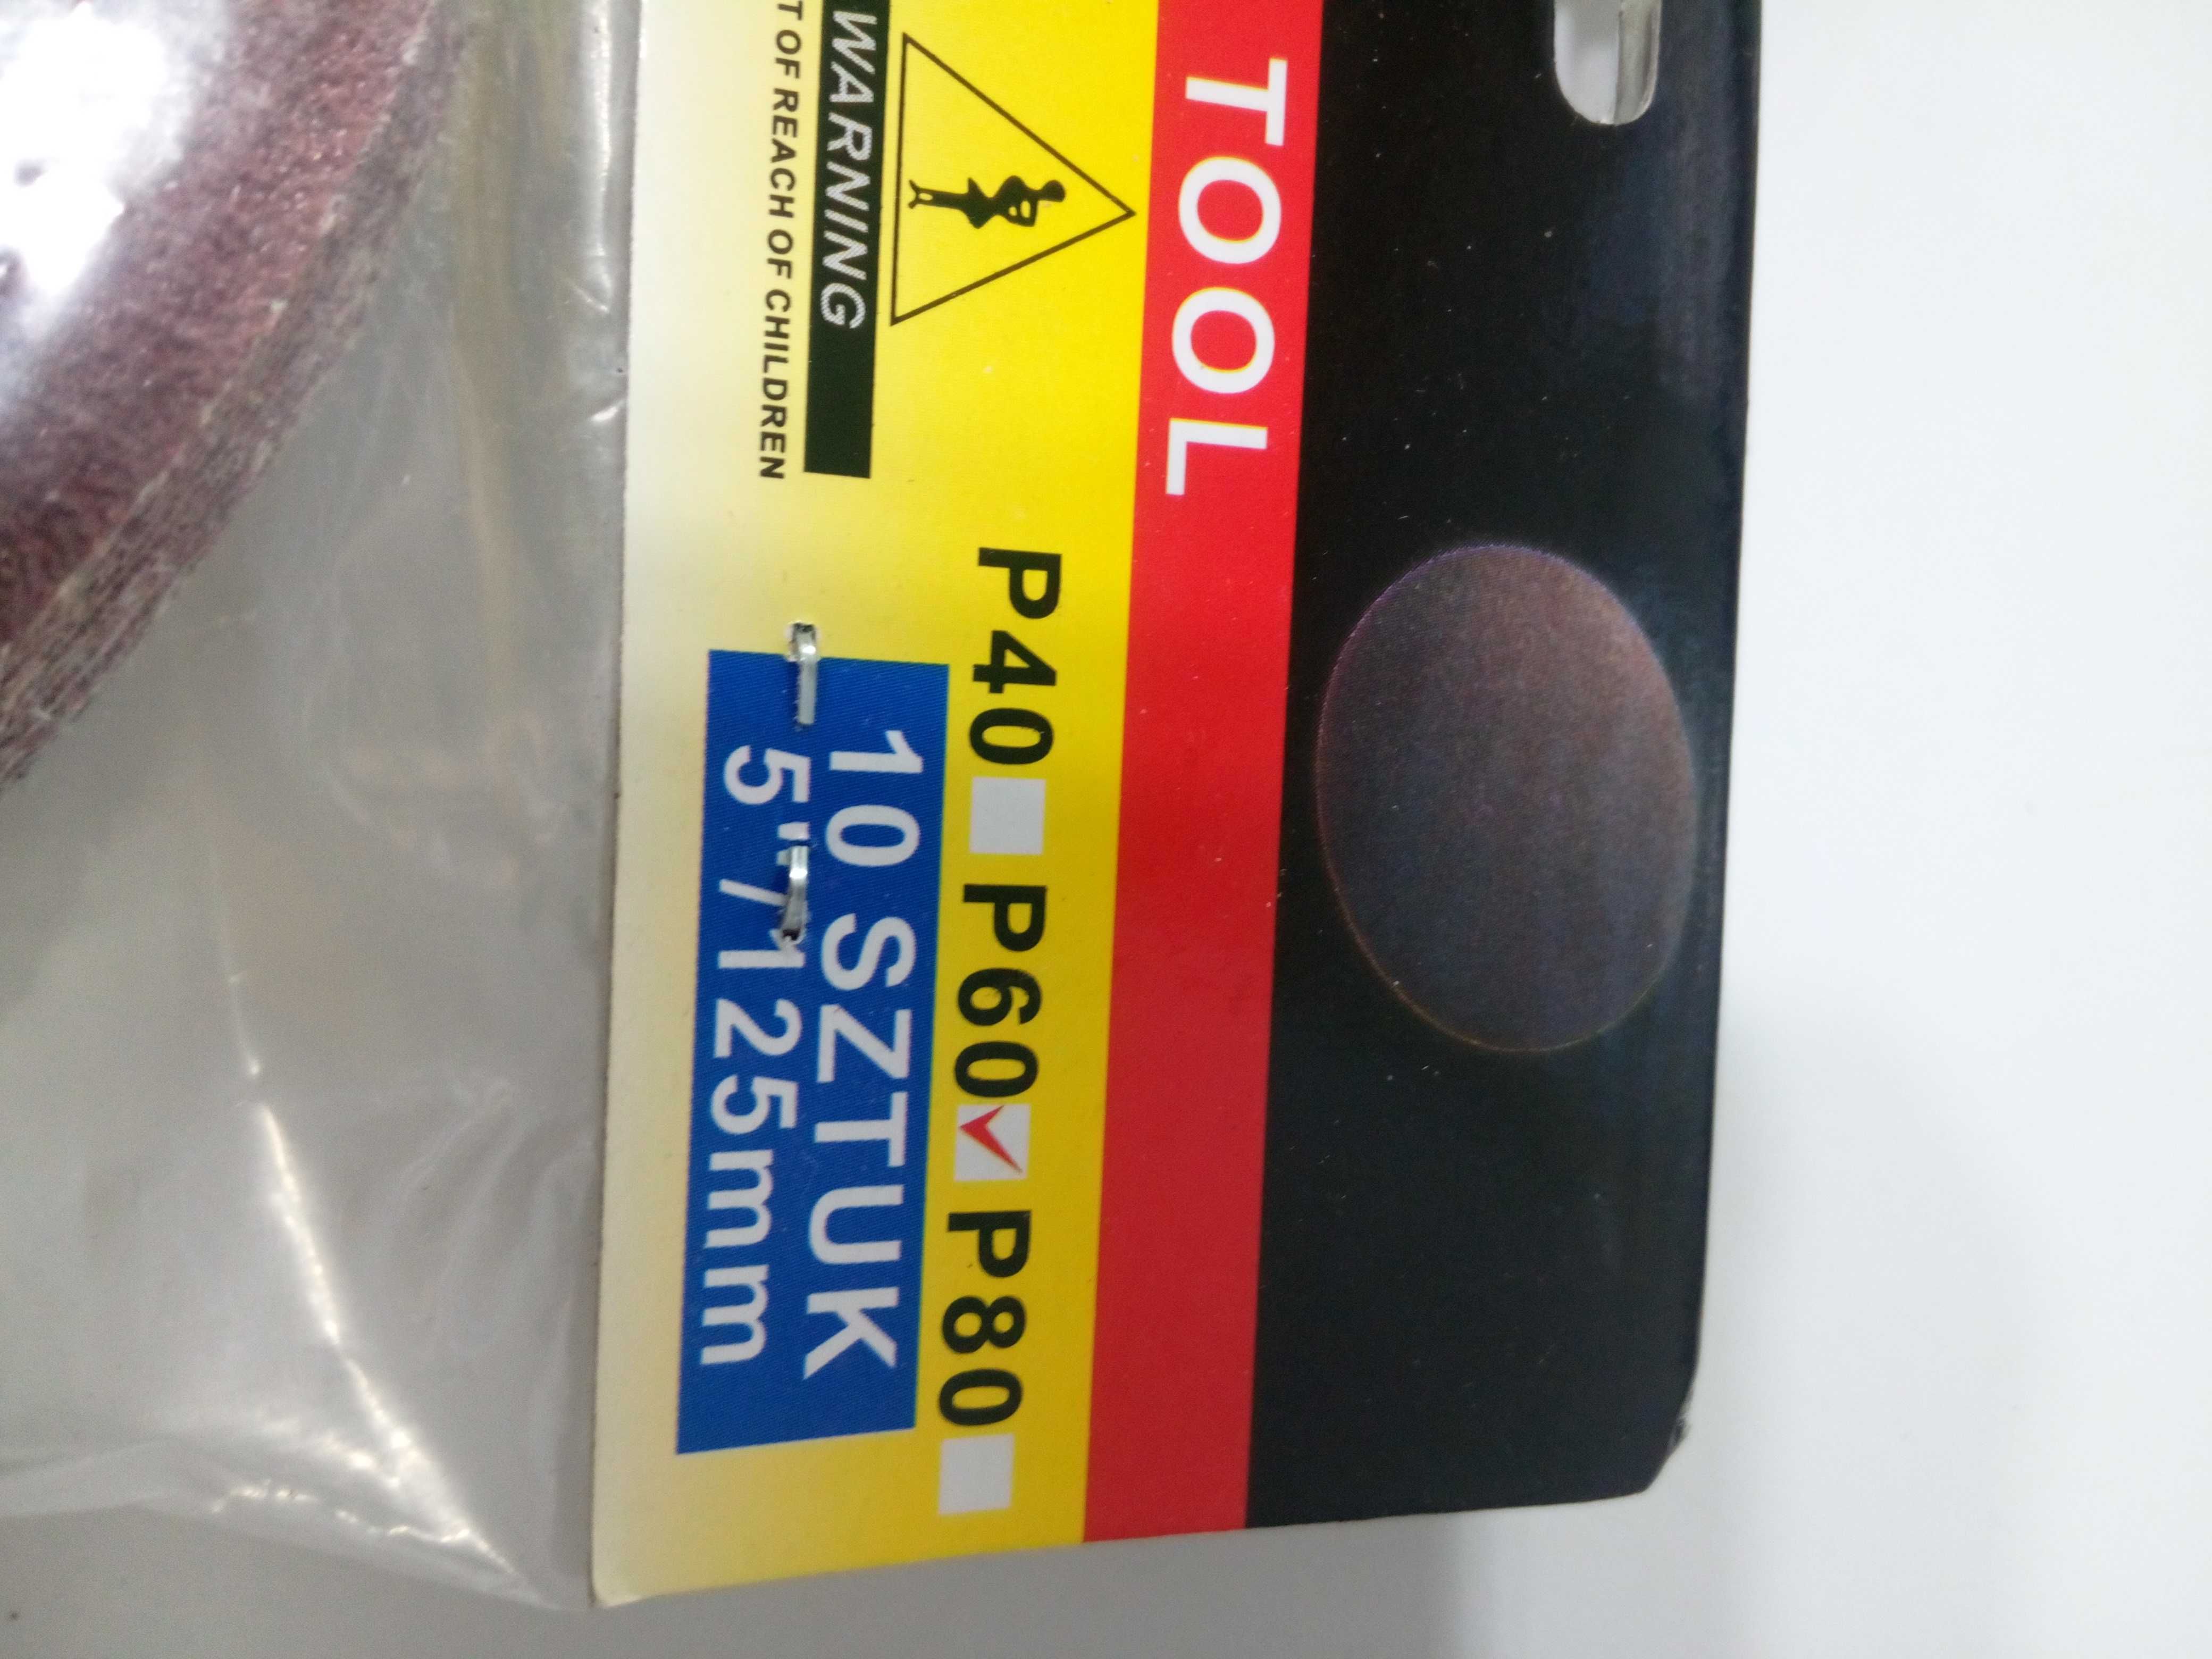 TOOL
WARNING
T OF REACH OF CHILDREN
P40 P60 P80
10 SZTUK
5"/125mm